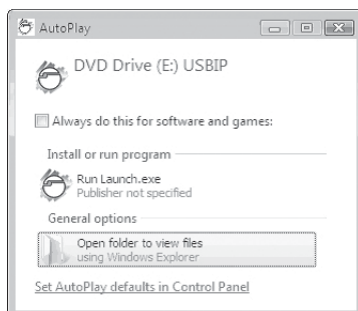 AutoPlay
DVD Drive (E:) USBIP
Always do this for software and games:
Install or run program
Run Launch.exe
Publisher not specified
General options
Open folder to view files
using Windows Explorer
Set AutoPlay defaults in Control Panel